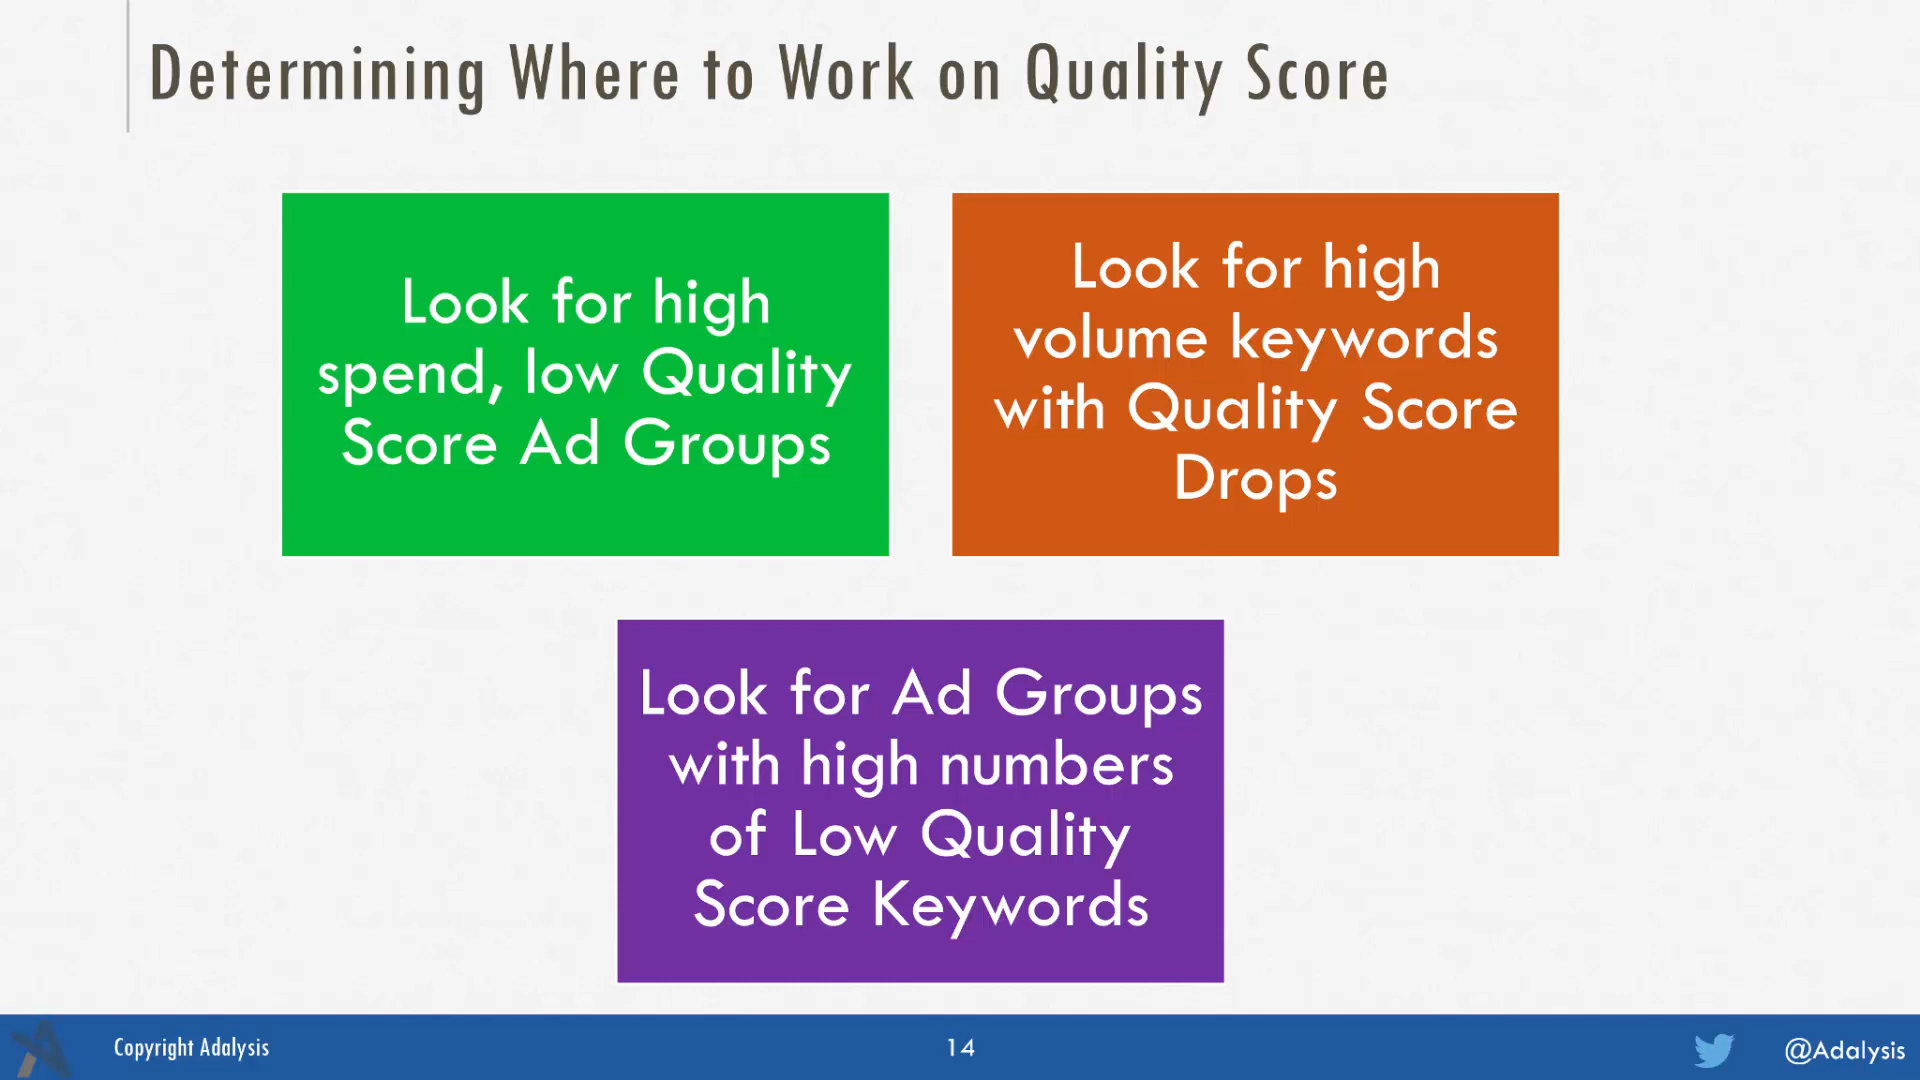 Determining Where to Work on Quality Score
Look for high
spend, low Quality
Score Ad Groups
Look for high
volume keywords
with Quality Score
Drops
Look for Ad Groups
with high numbers
of Low Quality
Score Keywords
Copyright Adalysis
14
@Adalysis